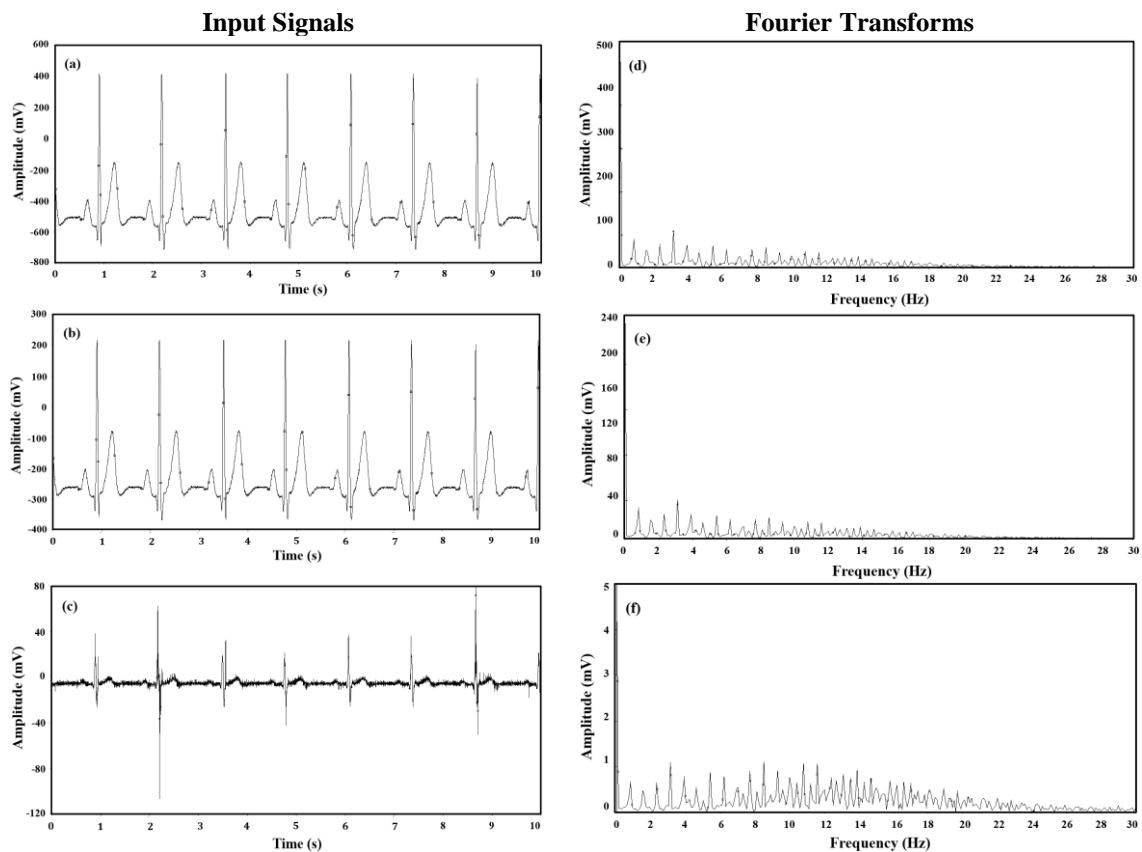 Input Signals
Fourier Transforms
(a)
600
400
200
0
-200
-400
-600
-800
Amplitude (mV)
0 1 2 3 4 5 6 7 8 9 10
Time (s)
(d)
500
400
300
200
100
0
Amplitude (mV)
0 2 4 6 8 10 12 14 16 18 20 22 24 26 28 30
Frequency (Hz)
(b)
300
200
100
0
-100
-200
-300
-400
Amplitude (mV)
0 1 2 3 4 5 6 7 8 9 10
Time (s)
(e)
240
200
160
120
80
40
0
Amplitude (mV)
0 2 4 6 8 10 12 14 16 18 20 22 24 26 28 30
Frequency (Hz)
(c)
80
40
0
-40
-80
-120
Amplitude (mV)
0 1 2 3 4 5 6 7 8 9 10
Time (s)
(f)
5
4
3
2
1
0
Amplitude (mV)
0 2 4 6 8 10 12 14 16 18 20 22 24 26 28 30
Frequency (Hz)